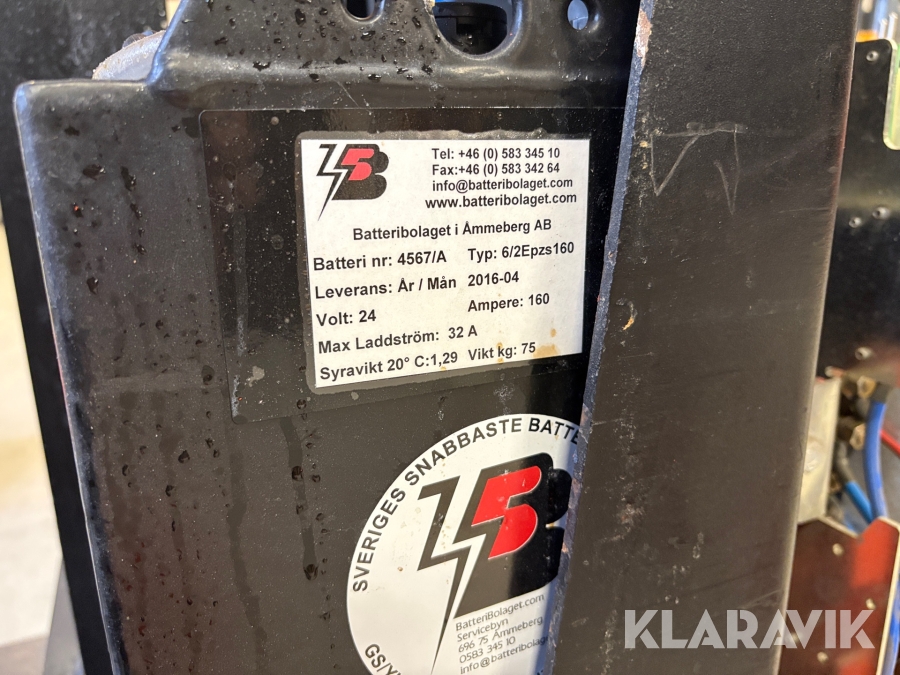 Tel: +46 (0) 583 345 10
Fax:+46 (0) 583 342 64
info@batteribolaget.com
www.batteribolaget.com
Batteribolaget i Åmmeberg AB
Batteri nr: 4567/A Typ: 6/2Epzs160
Leverans: År / Mån 2016-04
Volt: 24 Ampere: 160
Max Laddström: 32 A
Syravikt 20° C:1,29 Vikt kg: 75
SVERIGES SNABBASTE BATTE
BatteriBolaget.com
Servicebyn
696 75 Åmmeberg
0583 345 10
info@batteribolaget
KLARAVIK